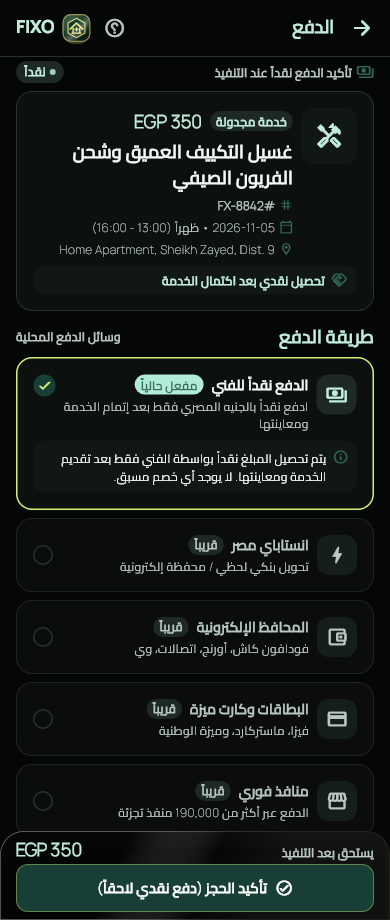 الدفع
FIXO
تأكيد الدفع نقداً عند التنفيذ
نقداً
خدمة مجدولة EGP 350
غسيل التكييف العميق وشحن
الفريون الصيفي
#FX-8842
2026-11-05 • ظهراً (13:00 - 16:00)
Home Apartment, Sheikh Zayed, Dist. 9
تحصيل نقدي بعد اكتمال الخدمة
طريقة الدفع
وسائل الدفع المحلية
الدفع نقداً للفني مفعل حالياً
ادفع نقداً بالجنيه المصري فقط بعد إتمام الخدمة
ومعاينتها
يتم تحصيل المبلغ نقداً بواسطة الفني فقط بعد تقديم
الخدمة ومعاينتها. لا يوجد أي خصم مسبق.
انستاباي مصر قريباً
تحويل بنكي لحظي / محفظة إلكترونية
المحافظ الإلكترونية قريباً
فودافون كاش، أورنج، اتصالات، وي
البطاقات وكارت ميزة قريباً
فيزا، ماستركارد، وميزة الوطنية
منافذ فوري قريباً
الدفع عبر أكثر من 190,000 منفذ تجزئة
يستحق بعد التنفيذ
EGP 350
تأكيد الحجز (دفع نقدي لاحقاً)